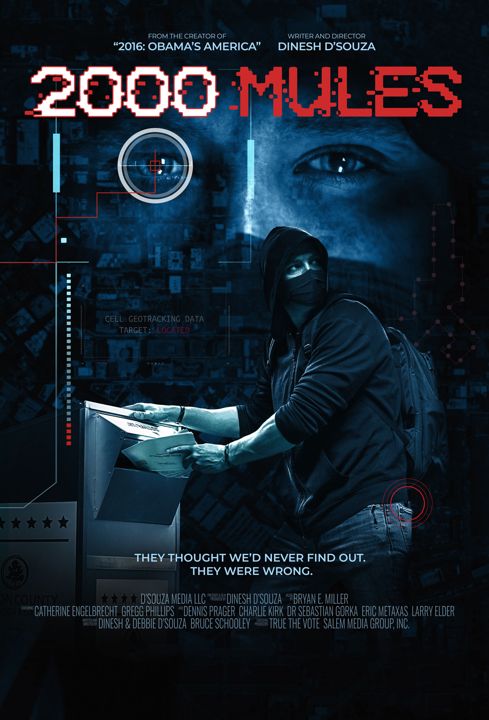 FROM THE CREATOR OF
"2016: OBAMA'S AMERICA"
WRITER AND DIRECTOR
DINESH D'SOUZA
2000 MULES
CELL GEOTRACKING DATA
TARGET: LOCATED
COUNTY
THEY THOUGHT WE'D NEVER FIND OUT.
THEY WERE WRONG.
D'SOUZA MEDIA LLC DINESH D'SOUZA BRYAN E. MILLER
CATHERINE ENGELBRECHT GREGG PHILLIPS DENNIS PRAGER CHARLIE KIRK DR SEBASTIAN GORKA ERIC METAXAS LARRY ELDER
DINESH & DEBBIE D'SOUZA BRUCE SCHOOLEY TRUE THE VOTE SALEM MEDIA GROUP, INC.